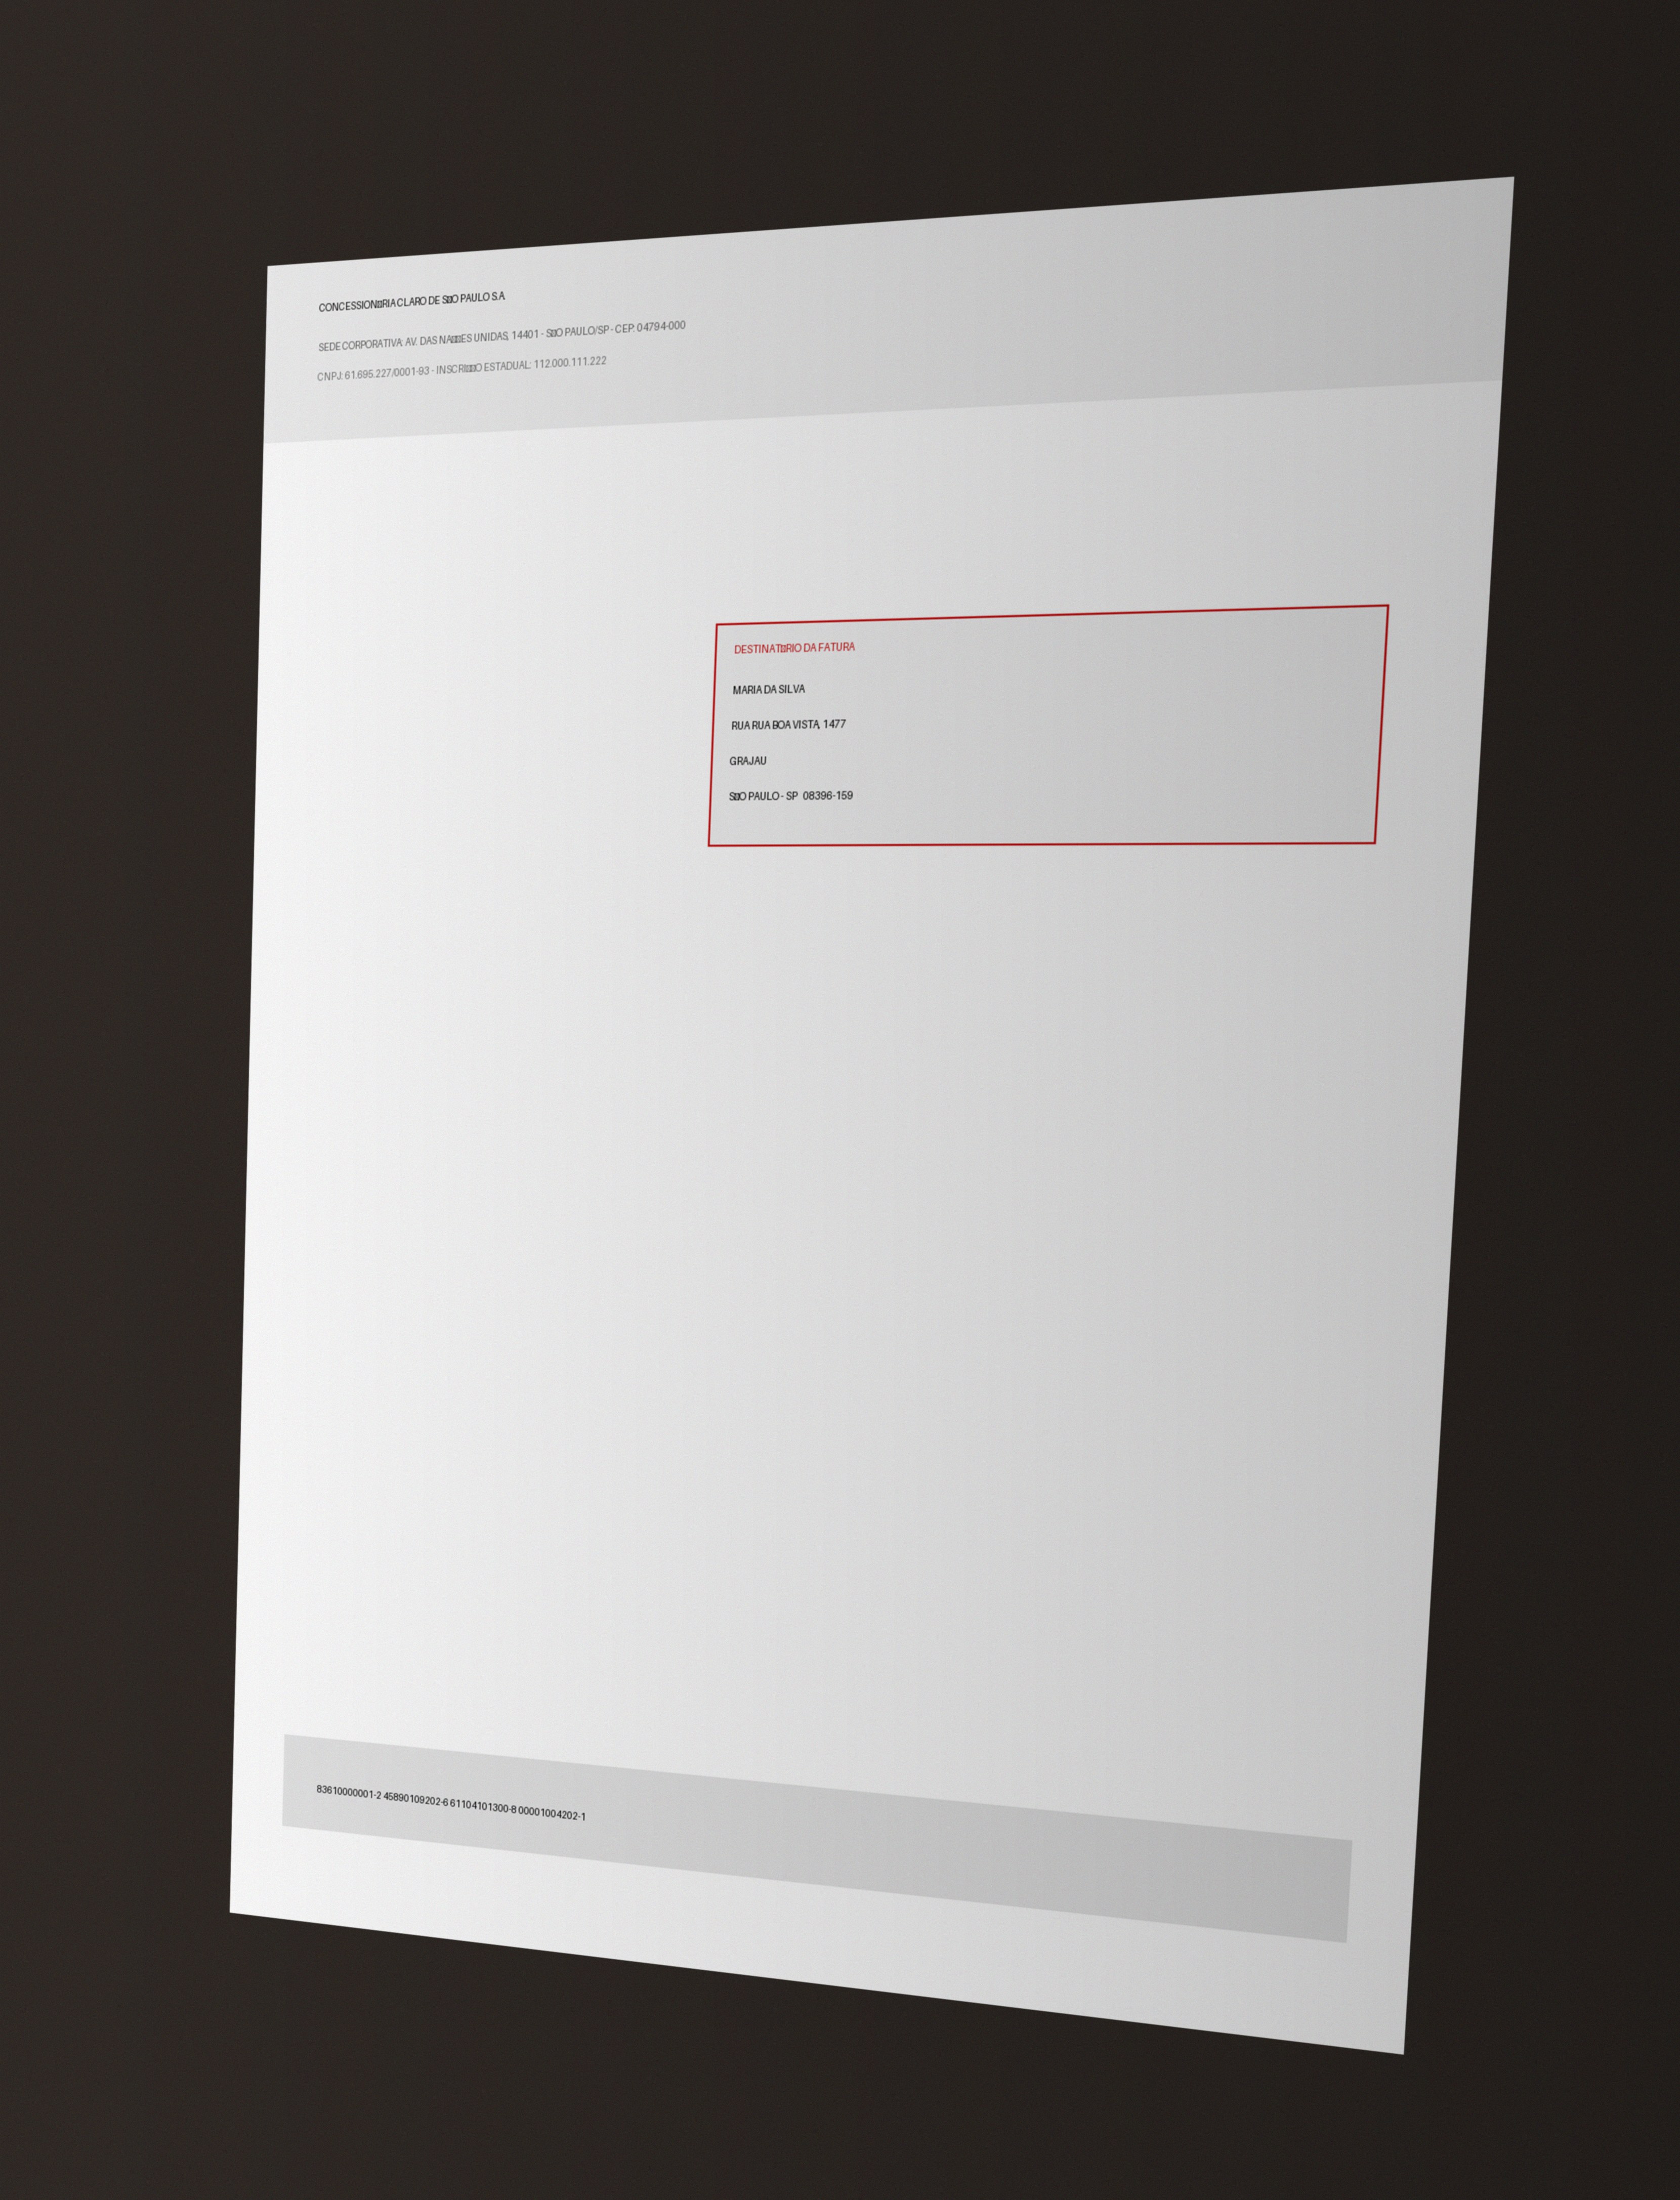 CONCESSION□RIA CLARO DE S□O PAULO S.A
SEDE CORPORATIVA: AV. DAS NA□□ES UNIDAS, 14401 - S□O PAULO/SP - CEP: 04794-000
CNPJ: 61.695.227/0001-93 - INSCRI□□O ESTADUAL: 112.000.111.222
DESTINAT□RIO DA FATURA
MARIA DA SILVA
RUA RUA BOA VISTA, 1477
GRAJAU
S□O PAULO - SP 08396-159
83610000001-2 45890109202-6 61104101300-8 00001004202-1